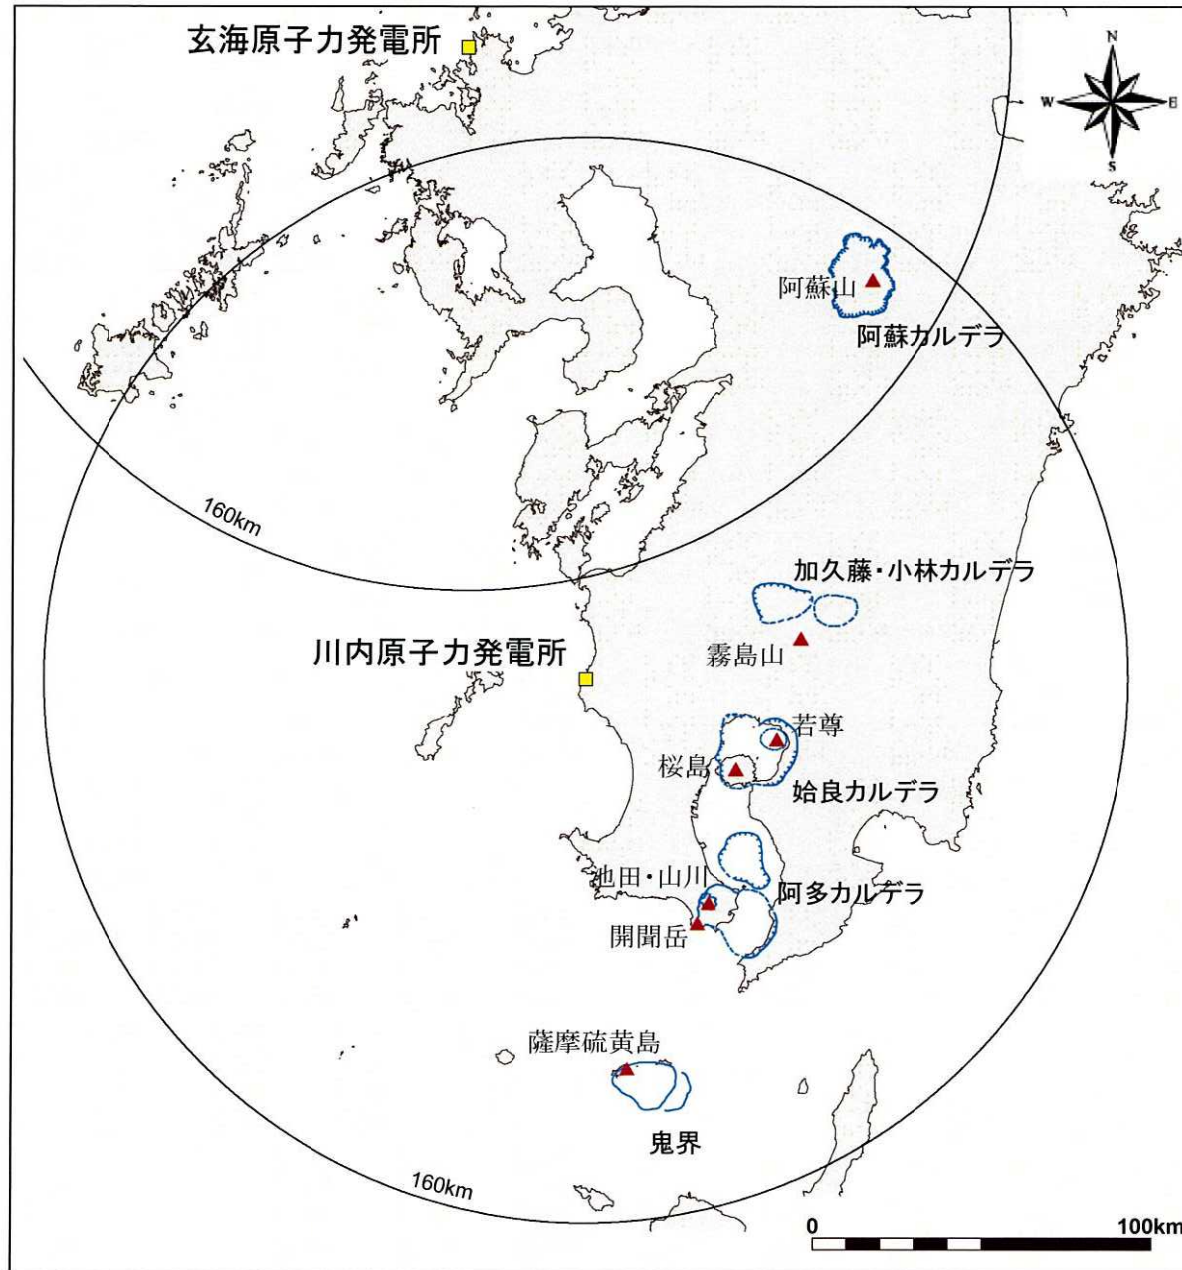 玄海原子力発電所
N
W
E
S
阿蘇山
阿蘇カルデラ
160km
加久藤・小林カルデラ
霧島山
川内原子力発電所
若尊
桜島
姶良カルデラ
池田・山川
阿多カルデラ
開聞岳
薩摩硫黄島
鬼界
160km
0
100km